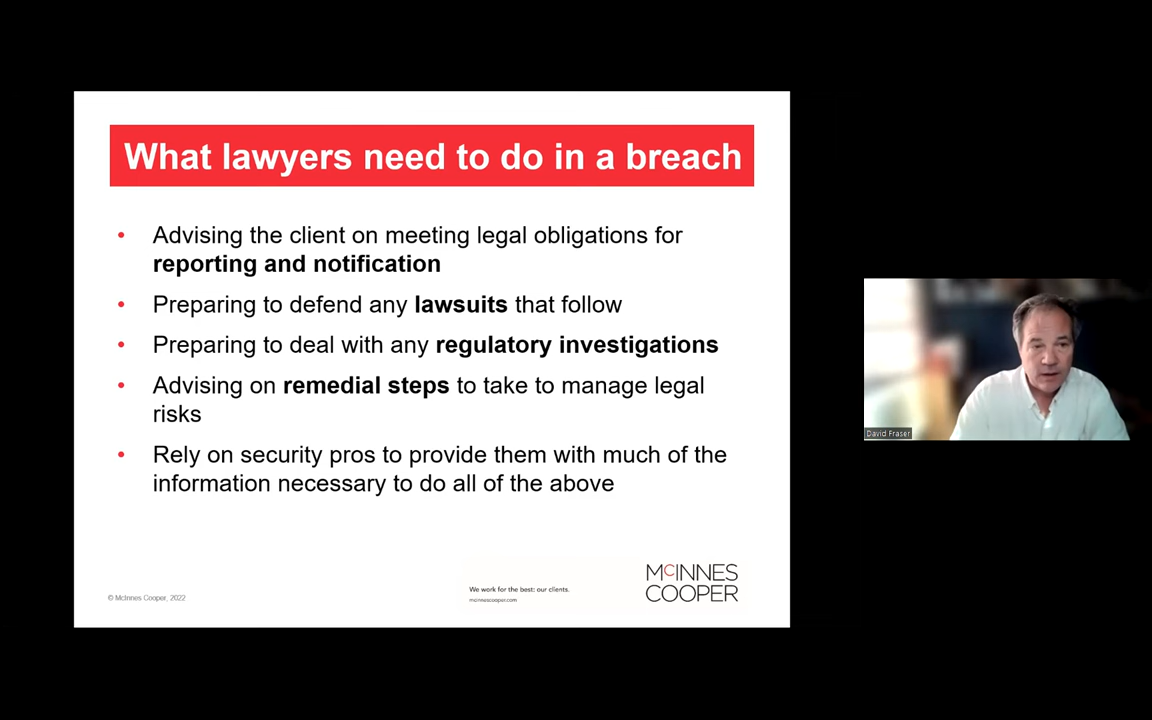 What lawyers need to do in a breach
• Advising the client on meeting legal obligations for
reporting and notification
• Preparing to defend any lawsuits that follow
• Preparing to deal with any regulatory investigations
• Advising on remedial steps to take to manage legal
risks
• Rely on security pros to provide them with much of the
information necessary to do all of the above
© McInnes Cooper, 2022
We work for the best: our clients.
mcinnescooper.com
McINNES
COOPER
David Fraser